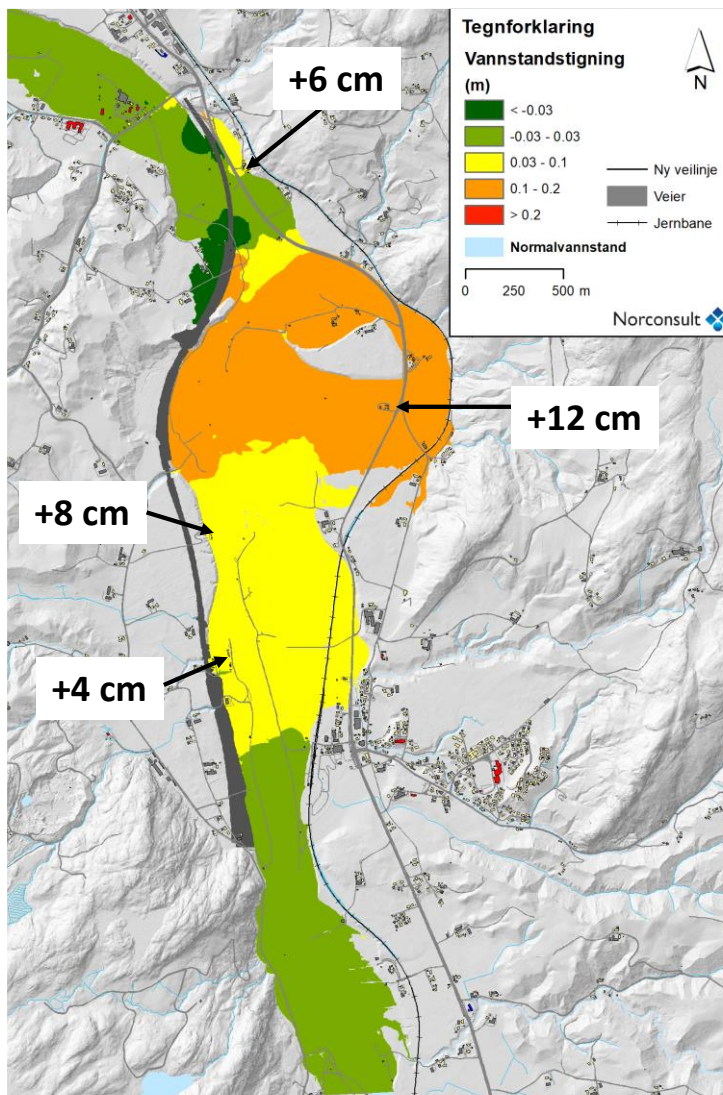 Tegnforklaring
Vannstandstigning
(m)
< -0.03
-0.03 - 0.03
0.03 - 0.1
0.1 - 0.2
> 0.2
Normalvannstand
0 250 500 m
N
Ny veilinje
Veier
Jernbane
Norconsult
+6 cm
+12 cm
+8 cm
+4 cm